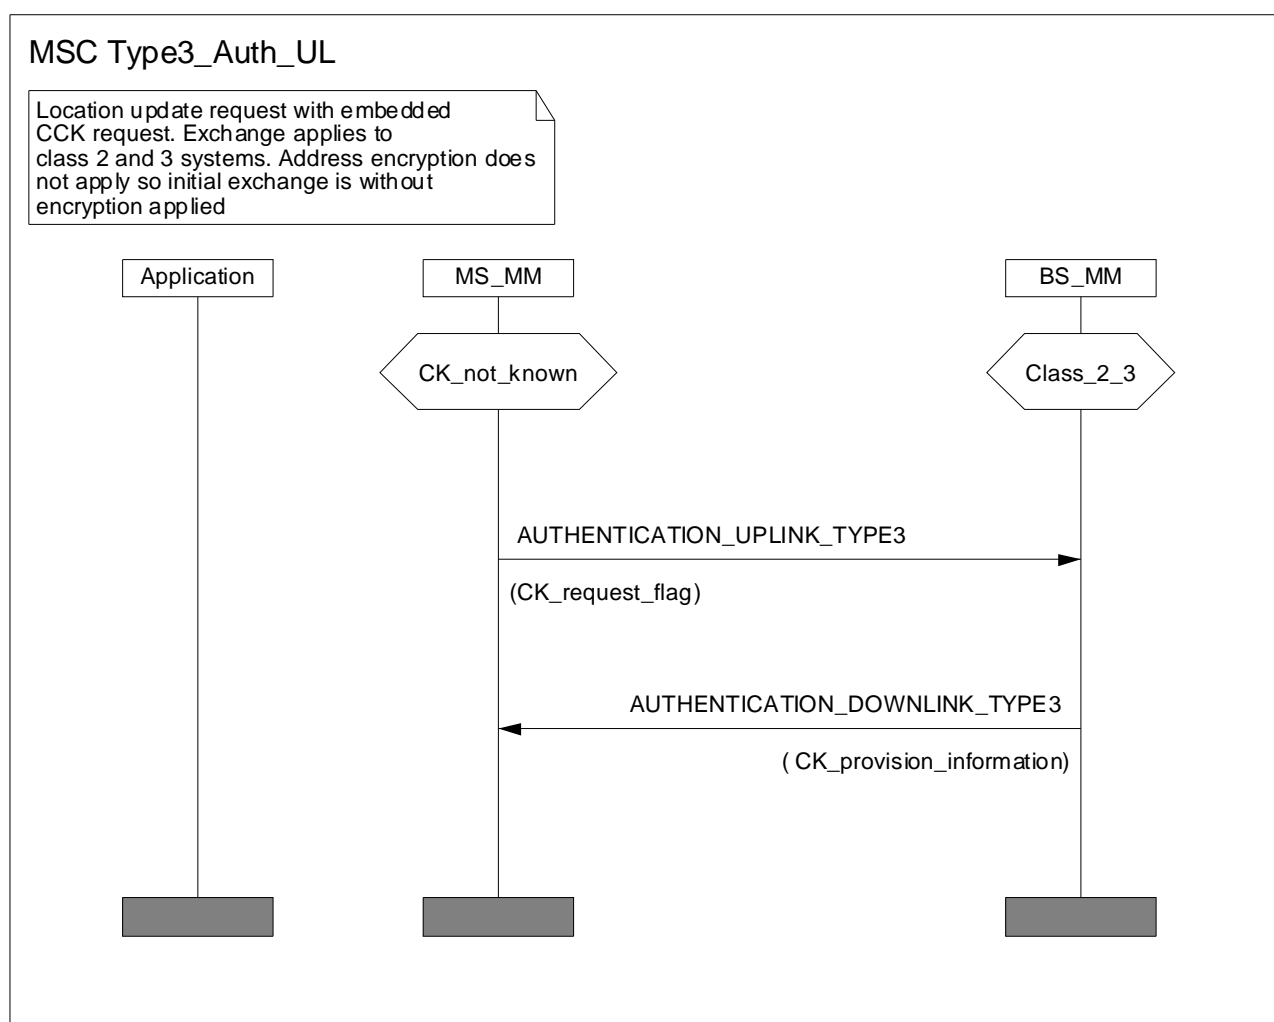 MSC Type3_Auth_UL
Location update request with embedded
CCK request. Exchange applies to
class 2 and 3 systems. Address encryption does
not apply so initial exchange is without
encryption applied
Application
MS_MM
BS_MM
CK_not_known
Class_2_3
AUTHENTICATION_UPLINK_TYPE3
(CK_request_flag)
AUTHENTICATION_DOWNLINK_TYPE3
( CK_provision_information)